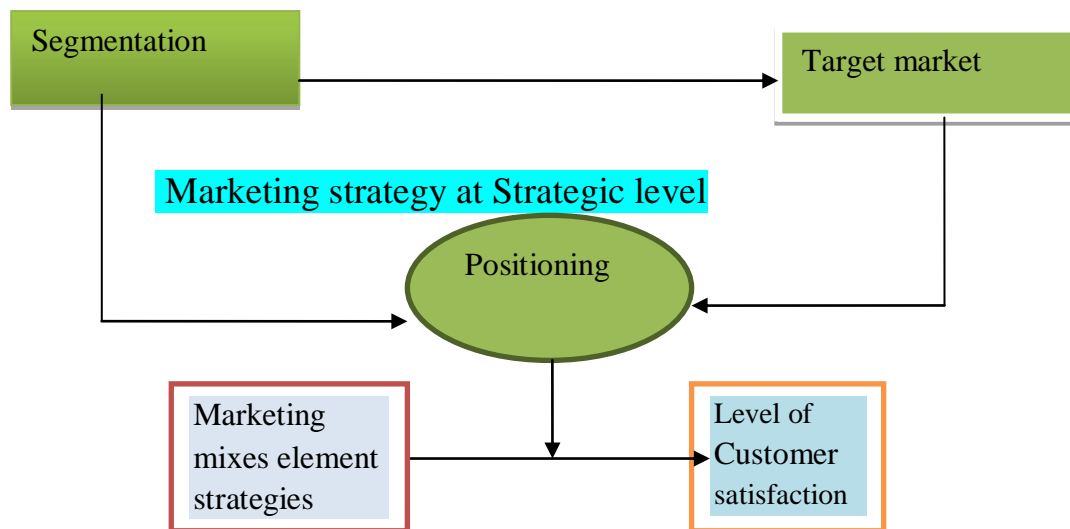 Segmentation
Target market
Marketing strategy at Strategic level
Positioning
Marketing
mixes element
strategies
Level of
Customer
satisfaction